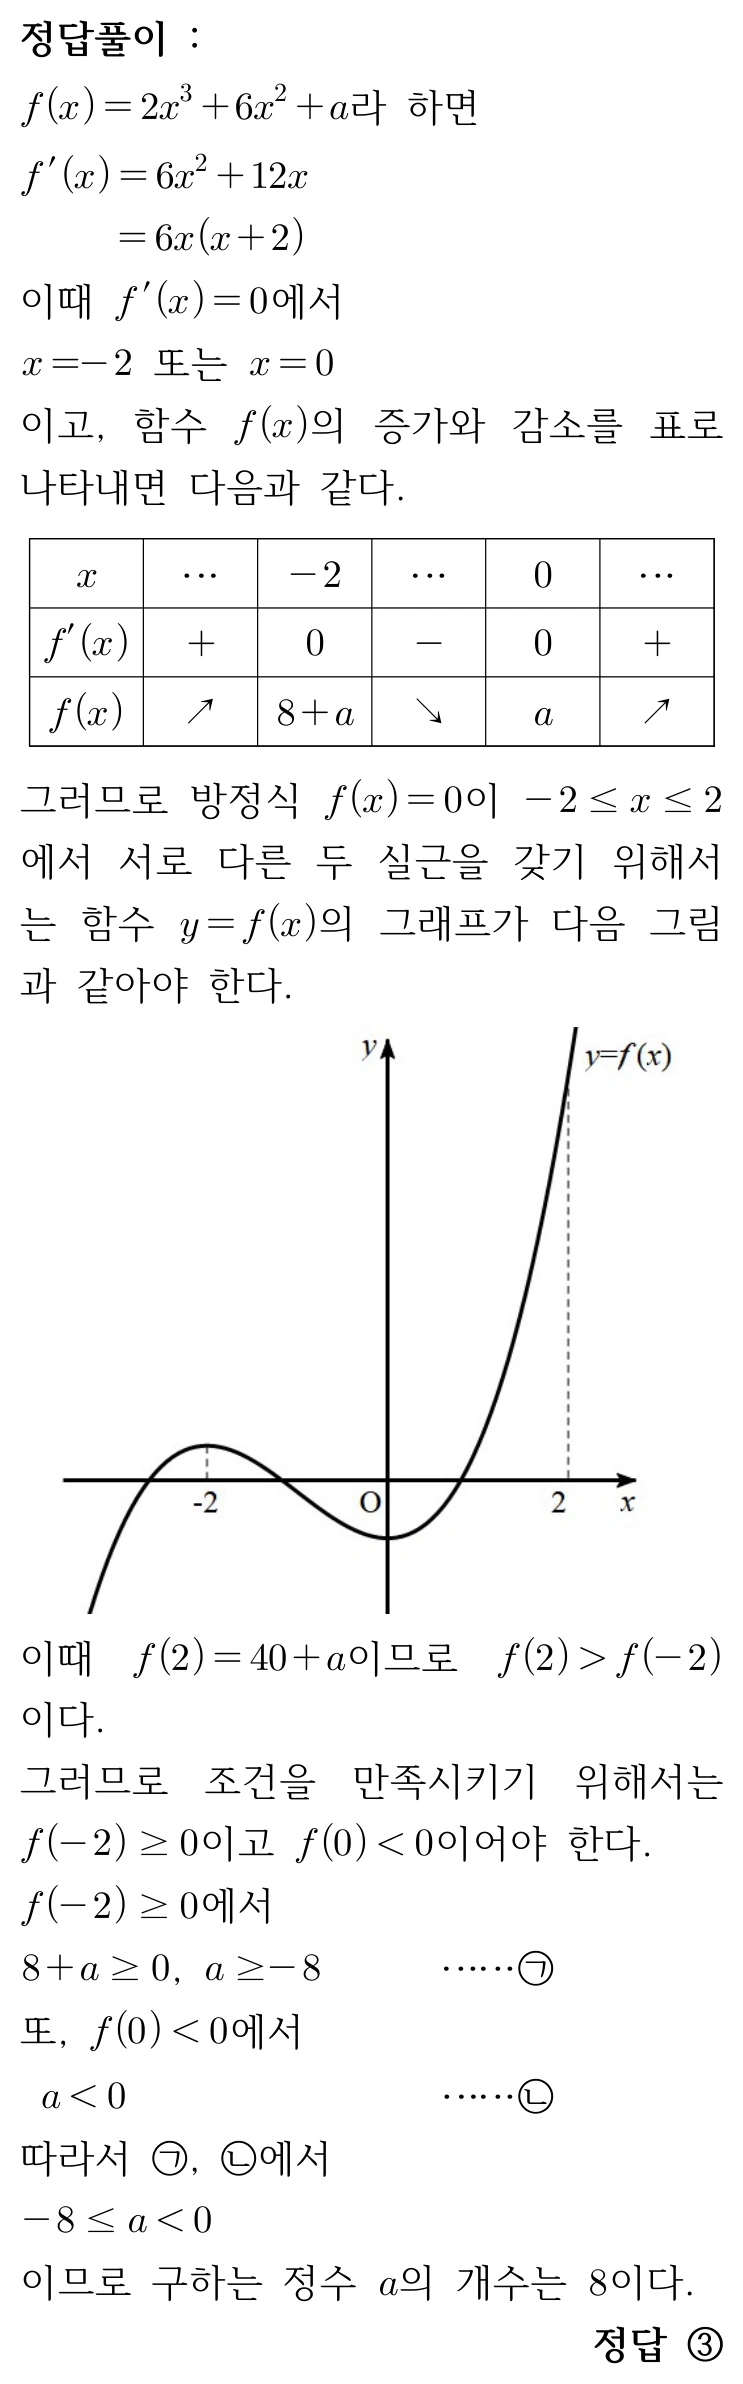 정답풀이 :
f(x)=2x³+6x²+a라 하면
f′(x)=6x²+12x
=6x(x+2)
이때 f′(x)=0에서
x=-2 또는 x=0
이고, 함수 f(x)의 증가와 감소를 표로
나타내면 다음과 같다.
x ⋯ -2 ⋯ 0 ⋯
f′(x) + 0 - 0 +
f(x) ↗ 8+a ↘ a ↗
그러므로 방정식 f(x)=0이 -2≤x≤2
에서 서로 다른 두 실근을 갖기 위해서
는 함수 y=f(x)의 그래프가 다음 그림
과 같아야 한다.
y
y=f(x)
-2 O 2 x
이때 f(2)=40+a이므로 f(2)>f(-2)
이다.
그러므로 조건을 만족시키기 위해서는
f(-2)≥0이고 f(0)<0이어야 한다.
f(-2)≥0에서
8+a≥0, a≥-8 ⋯⋯㉠
또, f(0)<0에서
a<0 ⋯⋯㉡
따라서 ㉠, ㉡에서
-8≤a<0
이므로 구하는 정수 a의 개수는 8이다.
정답 ③